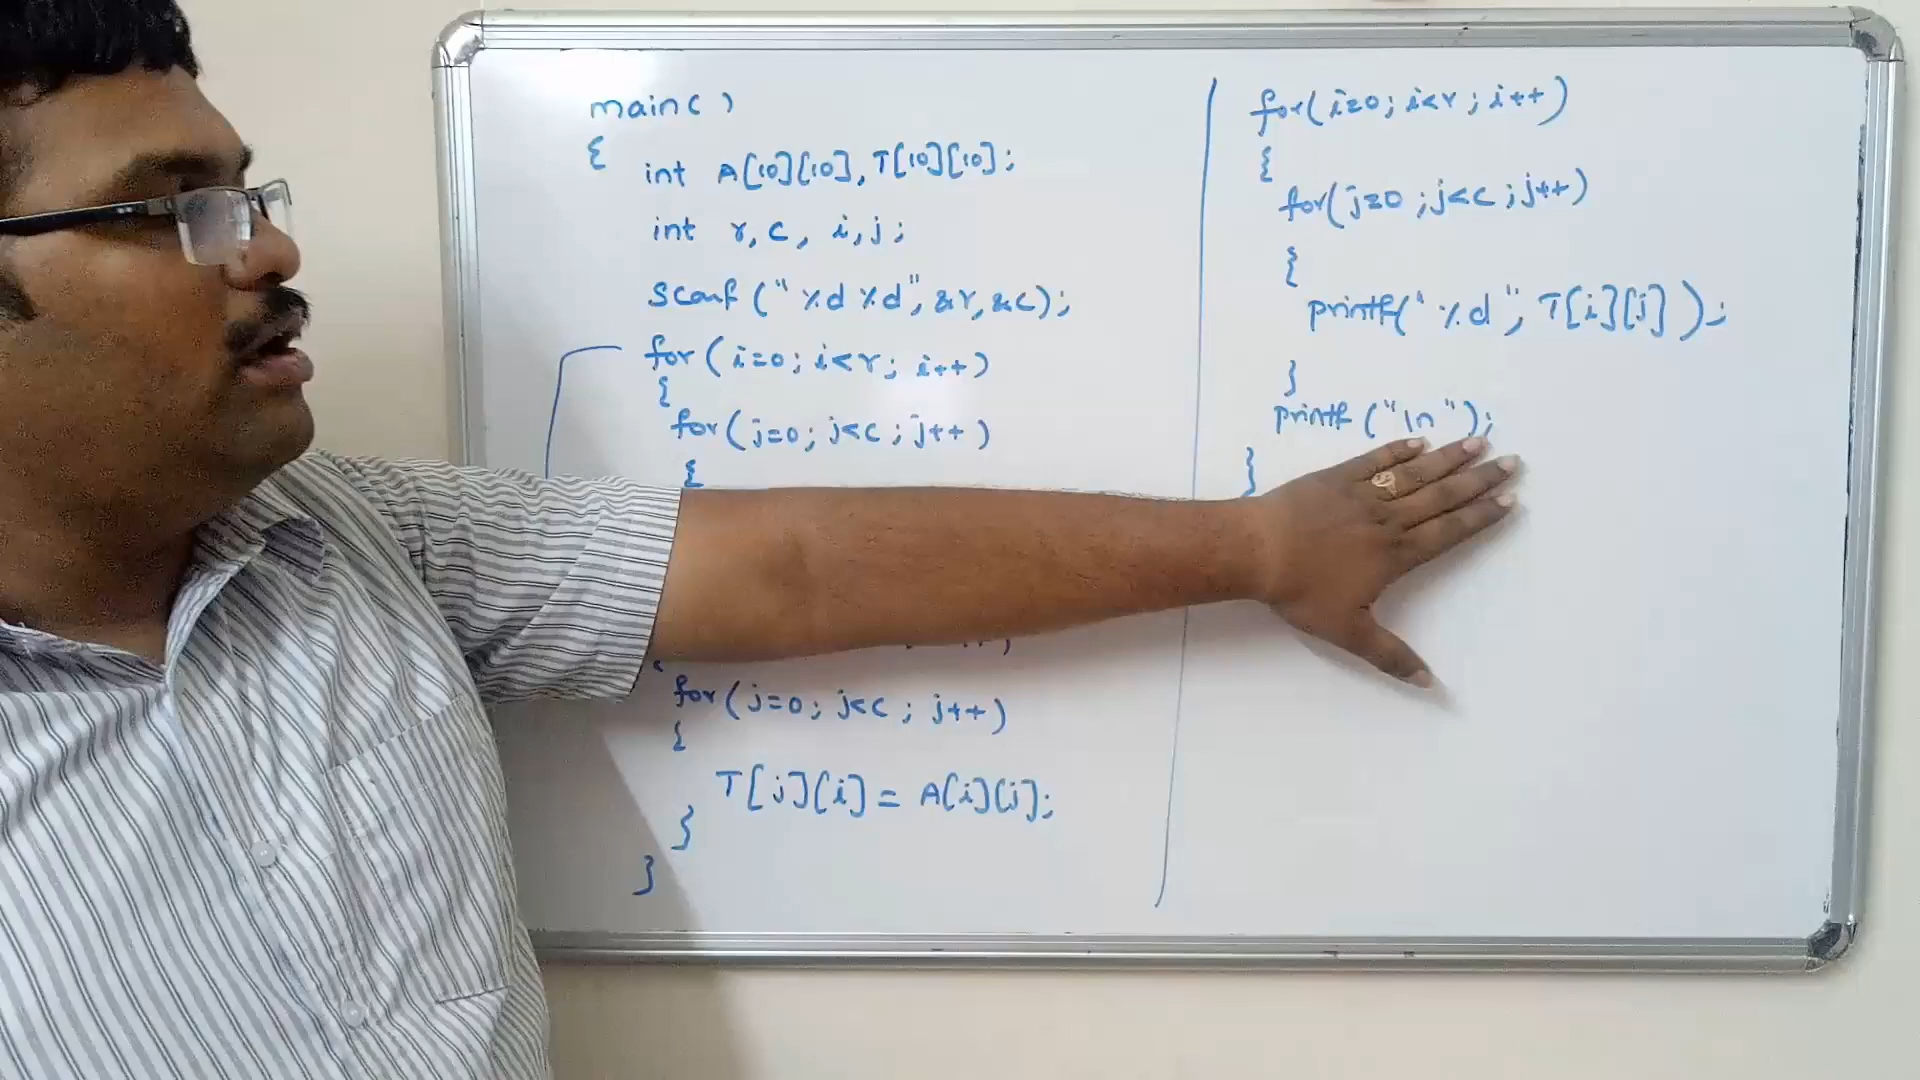 main( )
{
int A[10][10], T[10][10];
int r, c, i, j;
Scanf ("%d %d", &r, &c);
for (i=0; i<r; i++)
{
for (j=0; j<c; j++)
{
for (j=0; j<c; j++)
{
T[j][i] = A[i][j];
}
}
for(i=0; i<r; i++)
{
for(j=0; j<c; j++)
{
printf("%d", T[i][j]);
}
printf("\n");
}